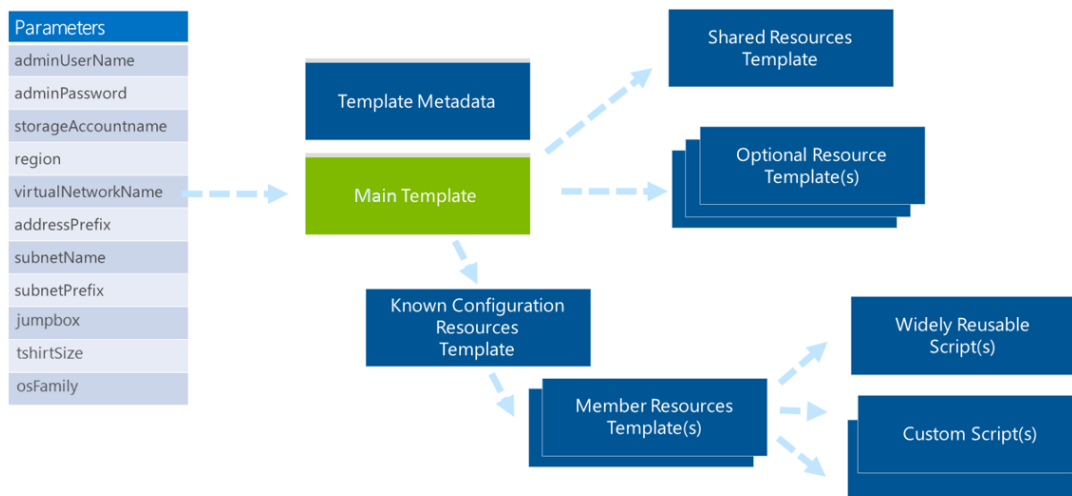 Parameters
adminUserName
adminPassword
storageAccountname
region
virtualNetworkName
addressPrefix
subnetName
subnetPrefix
jumpbox
tshirtSize
osFamily
Template Metadata
Main Template
Shared Resources
Template
Optional Resource
Template(s)
Known Configuration
Resources
Template
Member Resources
Template(s)
Widely Reusable
Script(s)
Custom Script(s)